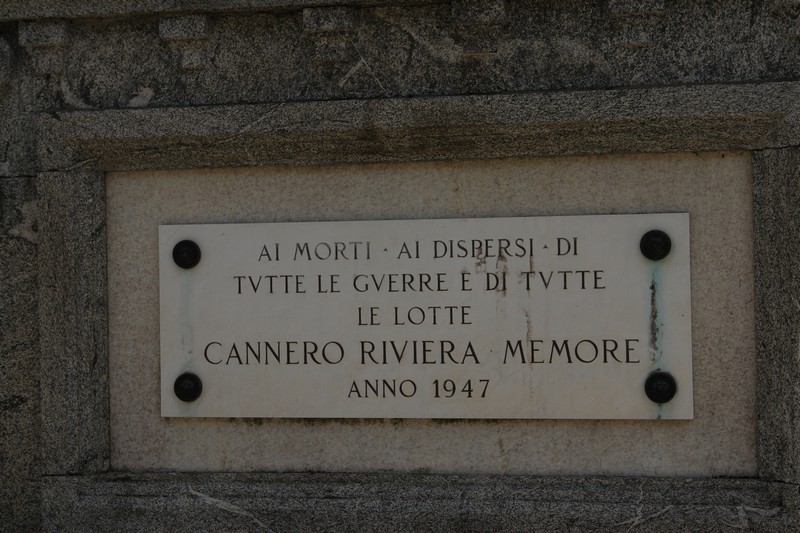 AI MORTI · AI DISPERSI · DI
TVTTE LE GVERRE E DI TVTTE
LE LOTTE
CANNERO RIVIERA · MEMORE
ANNO 1947